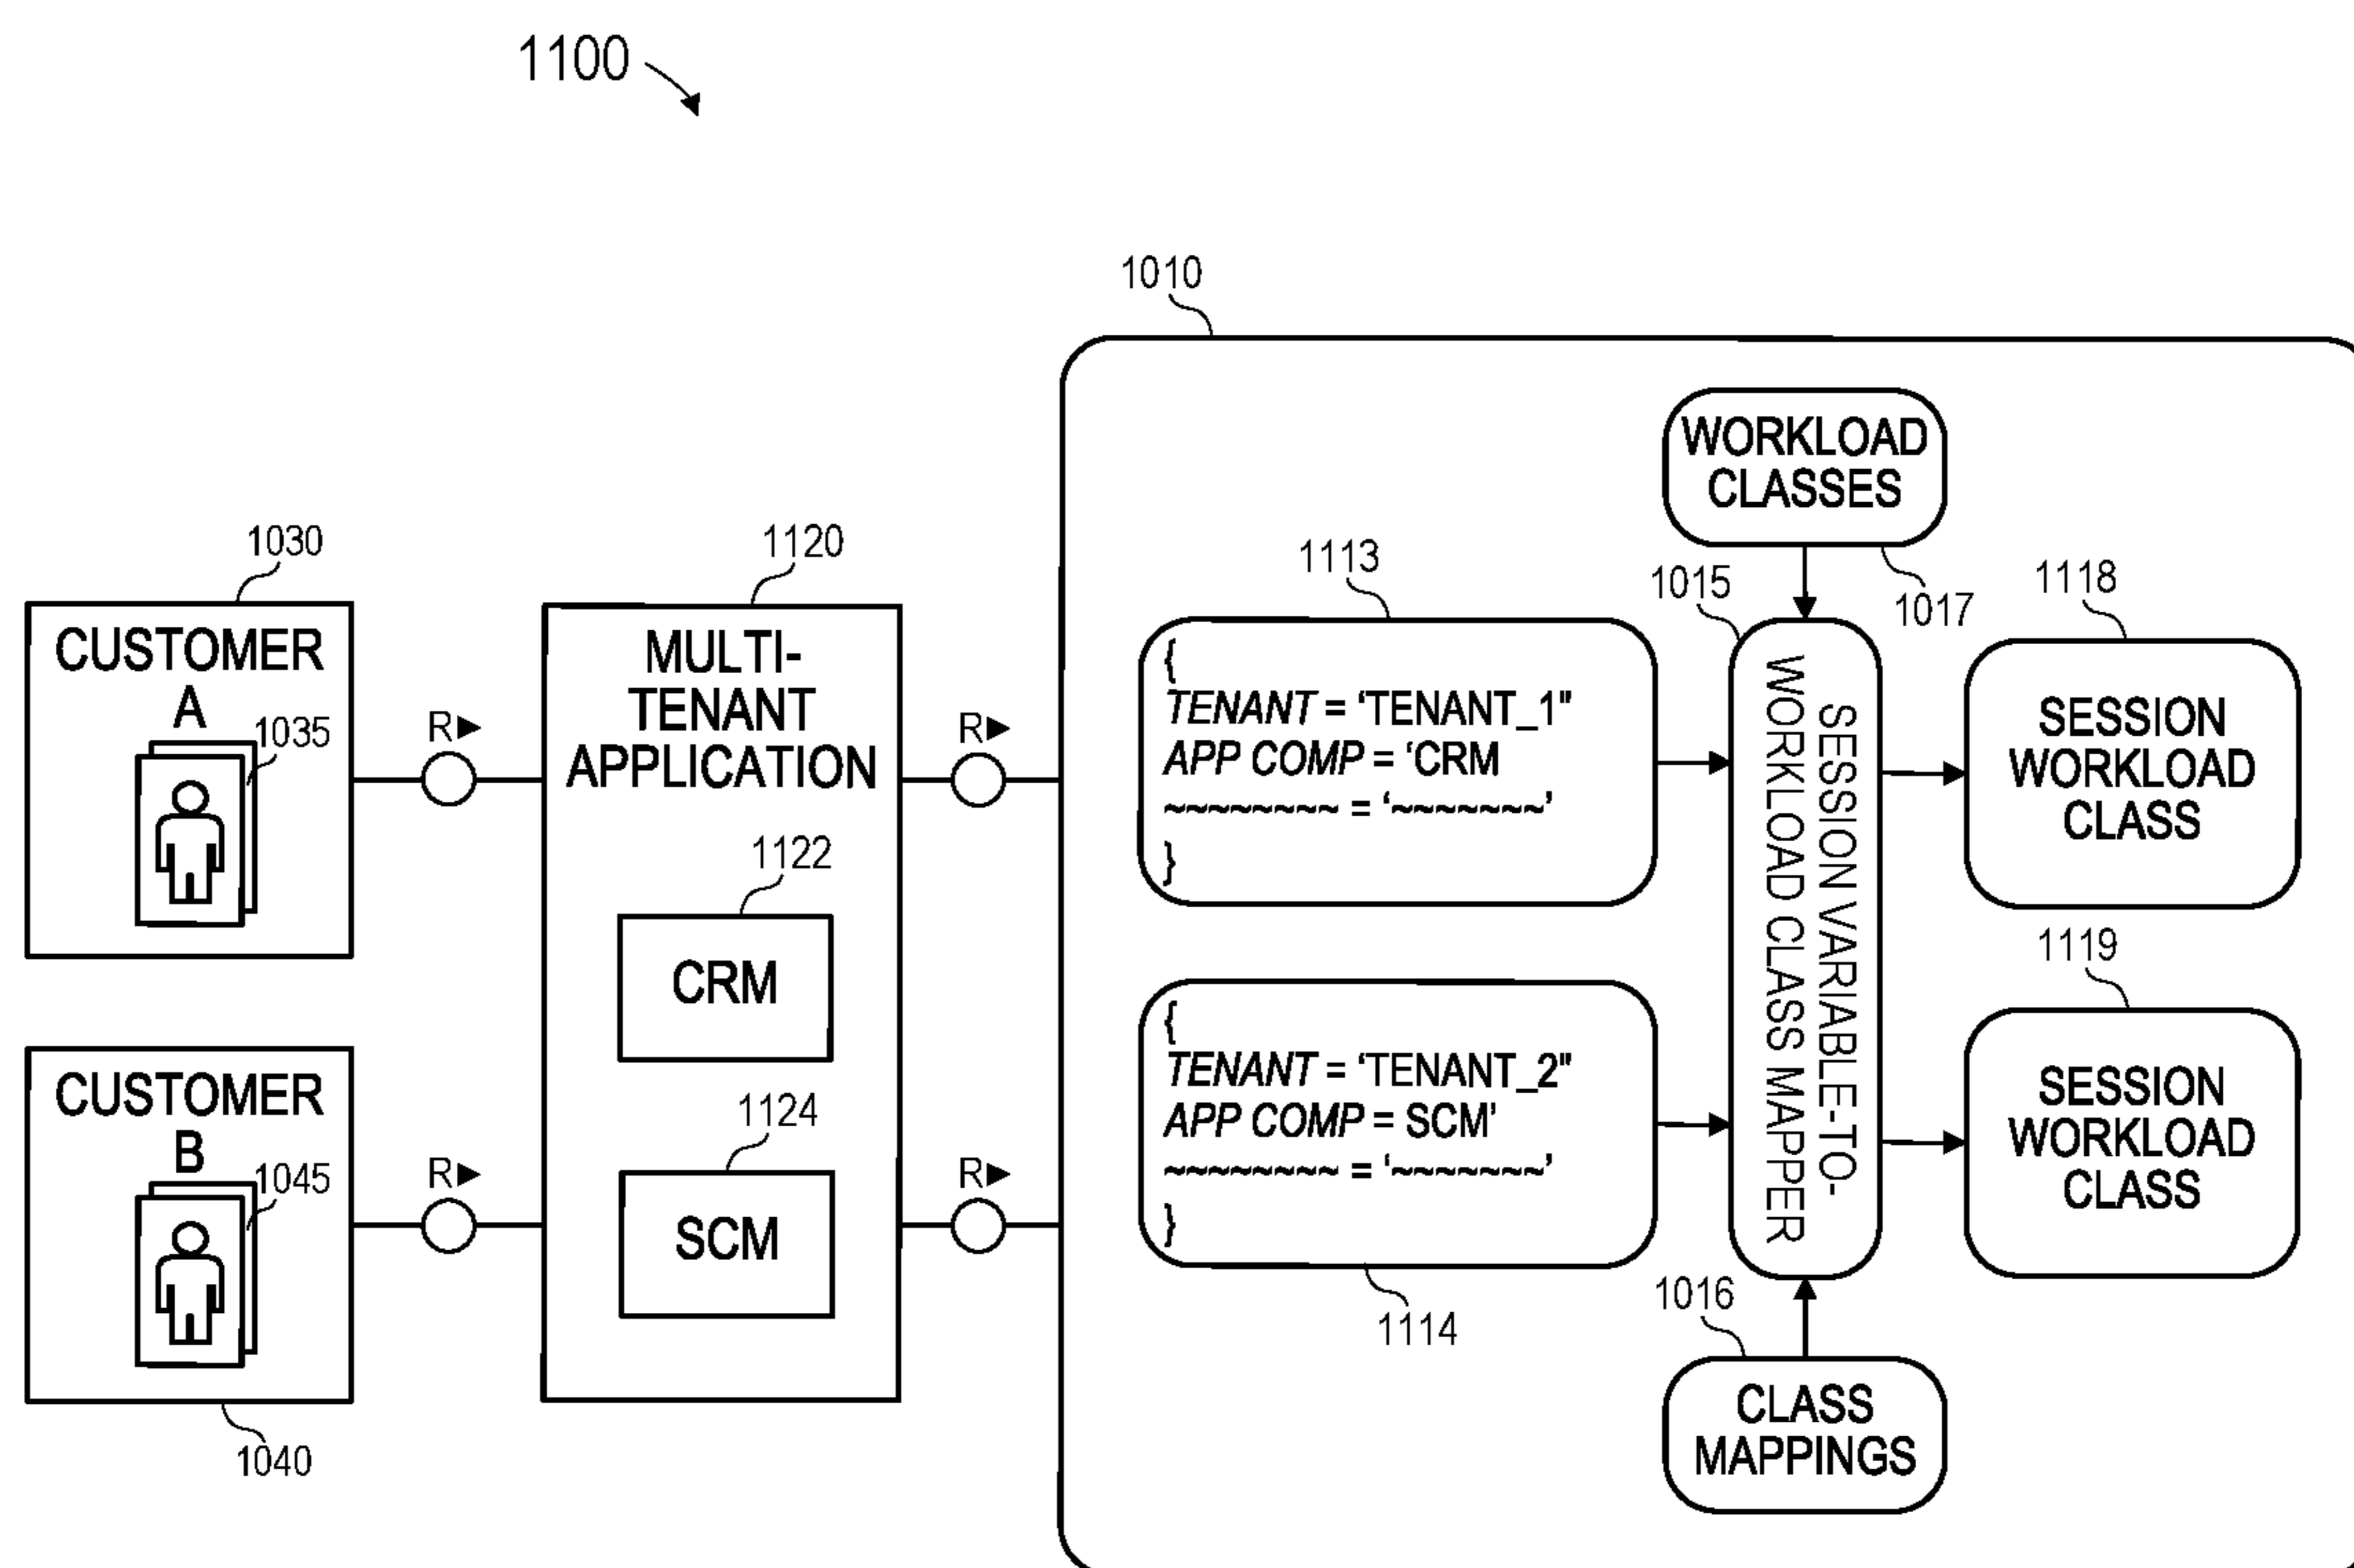 1100
1010
WORKLOAD
CLASSES
1017
1030
CUSTOMER
A
1035
R▶
1120
MULTI-
TENANT
APPLICATION
R▶
1122
CRM
1124
SCM
1113
{
TENANT = ‘TENANT_1"
APP COMP = ‘CRM
~~~~~~~~ = ‘~~~~~~~’
}
1015
SESSION VARIABLE-TO-
WORKLOAD CLASS MAPPER
1118
SESSION
WORKLOAD
CLASS
CUSTOMER
B
1045
1040
R▶
R▶
{
TENANT = ‘TENANT_2"
APP COMP = SCM’
~~~~~~~~ = ‘~~~~~~~’
}
1114
1119
SESSION
WORKLOAD
CLASS
1016
CLASS
MAPPINGS